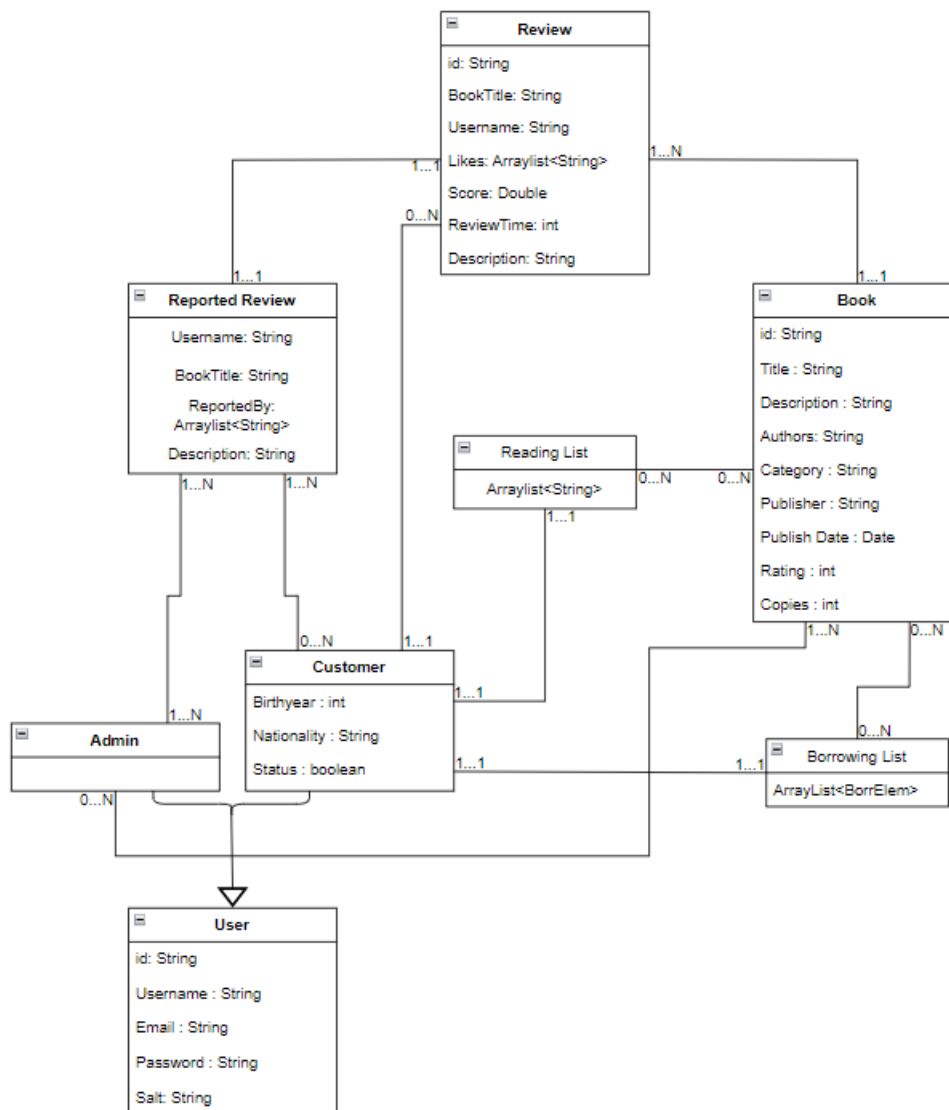 Review
id: String
BookTitle: String
Username: String
Likes: Arraylist<String>
Score: Double
ReviewTime: int
Description: String
1...1
1...N
0...N
1...1
1...1
Reported Review
Username: String
BookTitle: String
ReportedBy:
Arraylist<String>
Description: String
Book
id: String
Title : String
Description : String
Authors: String
Category : String
Publisher : String
Publish Date : Date
Rating : int
Copies : int
Reading List
Arraylist<String>
0...N
0...N
1...1
1...N
1...N
0...N
1...1
1...N
0...N
Customer
Birthyear : int
Nationality : String
Status : boolean
1...1
1...1
1...N
Admin
0...N
0...N
1...1
Borrowing List
ArrayList<BorrElem>
User
id: String
Username : String
Email : String
Password : String
Salt: String